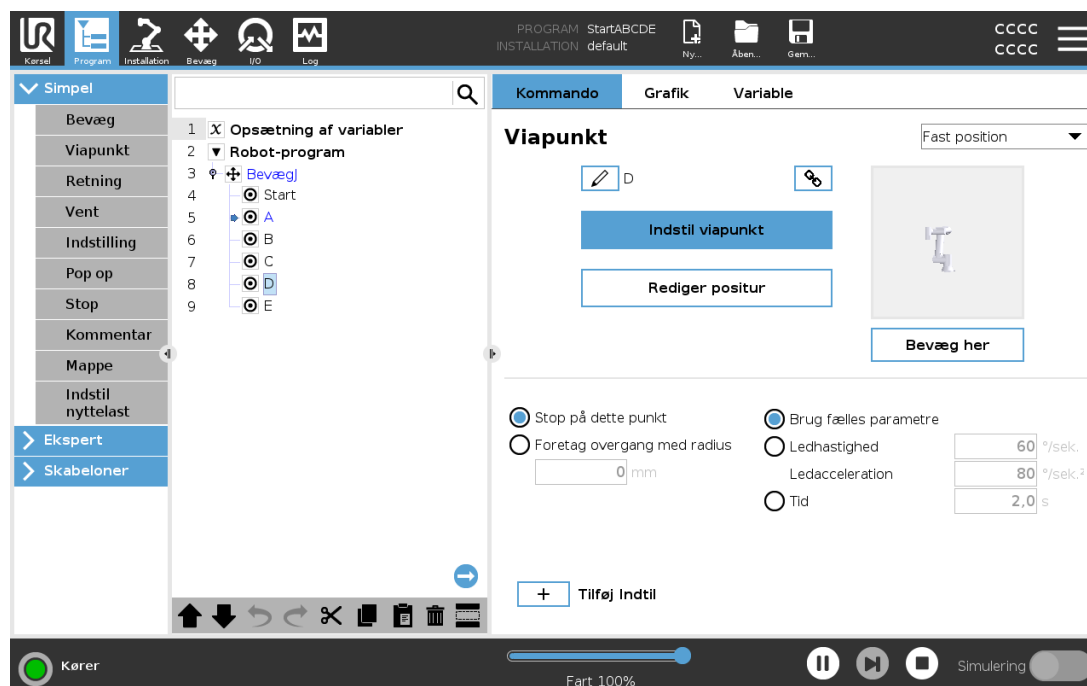 UR
Kørsel
Program
Installation
Bevæg
I/O
Log
PROGRAM StartABCDE
INSTALLATION default
Ny...
Åben...
Gem...
CCCC
CCCC
Simpel
Bevæg
Viapunkt
Retning
Vent
Indstilling
Pop op
Stop
Kommentar
Mappe
Indstil
nyttelast
Ekspert
Skabeloner
1 X Opsætning af variabler
2 Robot-program
3 BevægJ
4 Start
5 A
6 B
7 C
8 D
9 E
Kommando Grafik Variable
Viapunkt
Fast position
D
Indstil viapunkt
Rediger positur
Bevæg her
Stop på dette punkt
Foretag overgang med radius
0 mm
Brug fælles parametre
Ledhastighed 60 °/sek.
Ledacceleration 80 °/sek.²
Tid 2,0 s
+ Tilføj Indtil
Kører
Fart 100%
Simulering